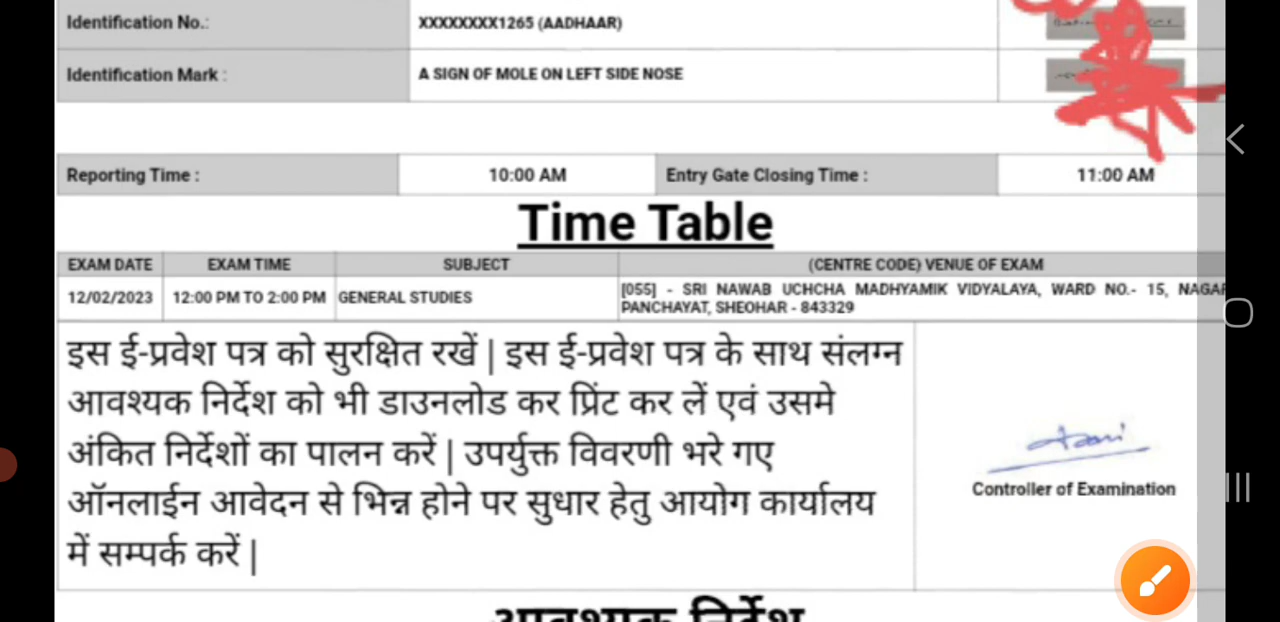 Identification No.:
XXXXXXXX1265 (AADHAAR)
Identification Mark :
A SIGN OF MOLE ON LEFT SIDE NOSE
Reporting Time :
10:00 AM
Entry Gate Closing Time :
11:00 AM
Time Table
EXAM DATE
EXAM TIME
SUBJECT
(CENTRE CODE) VENUE OF EXAM
12/02/2023
12:00 PM TO 2:00 PM
GENERAL STUDIES
[055] - SRI NAWAB UCHCHA MADHYAMIK VIDYALAYA, WARD NO.- 15, NAGAR
PANCHAYAT, SHEOHAR - 843329
इस ई-प्रवेश पत्र को सुरक्षित रखें | इस ई-प्रवेश पत्र के साथ संलग्न
आवश्यक निर्देश को भी डाउनलोड कर प्रिंट कर लें एवं उसमे
अंकित निर्देशों का पालन करें | उपर्युक्त विवरणी भरे गए
ऑनलाईन आवेदन से भिन्न होने पर सुधार हेतु आयोग कार्यालय
में सम्पर्क करें |
Controller of Examination
आवश्यक निर्देश